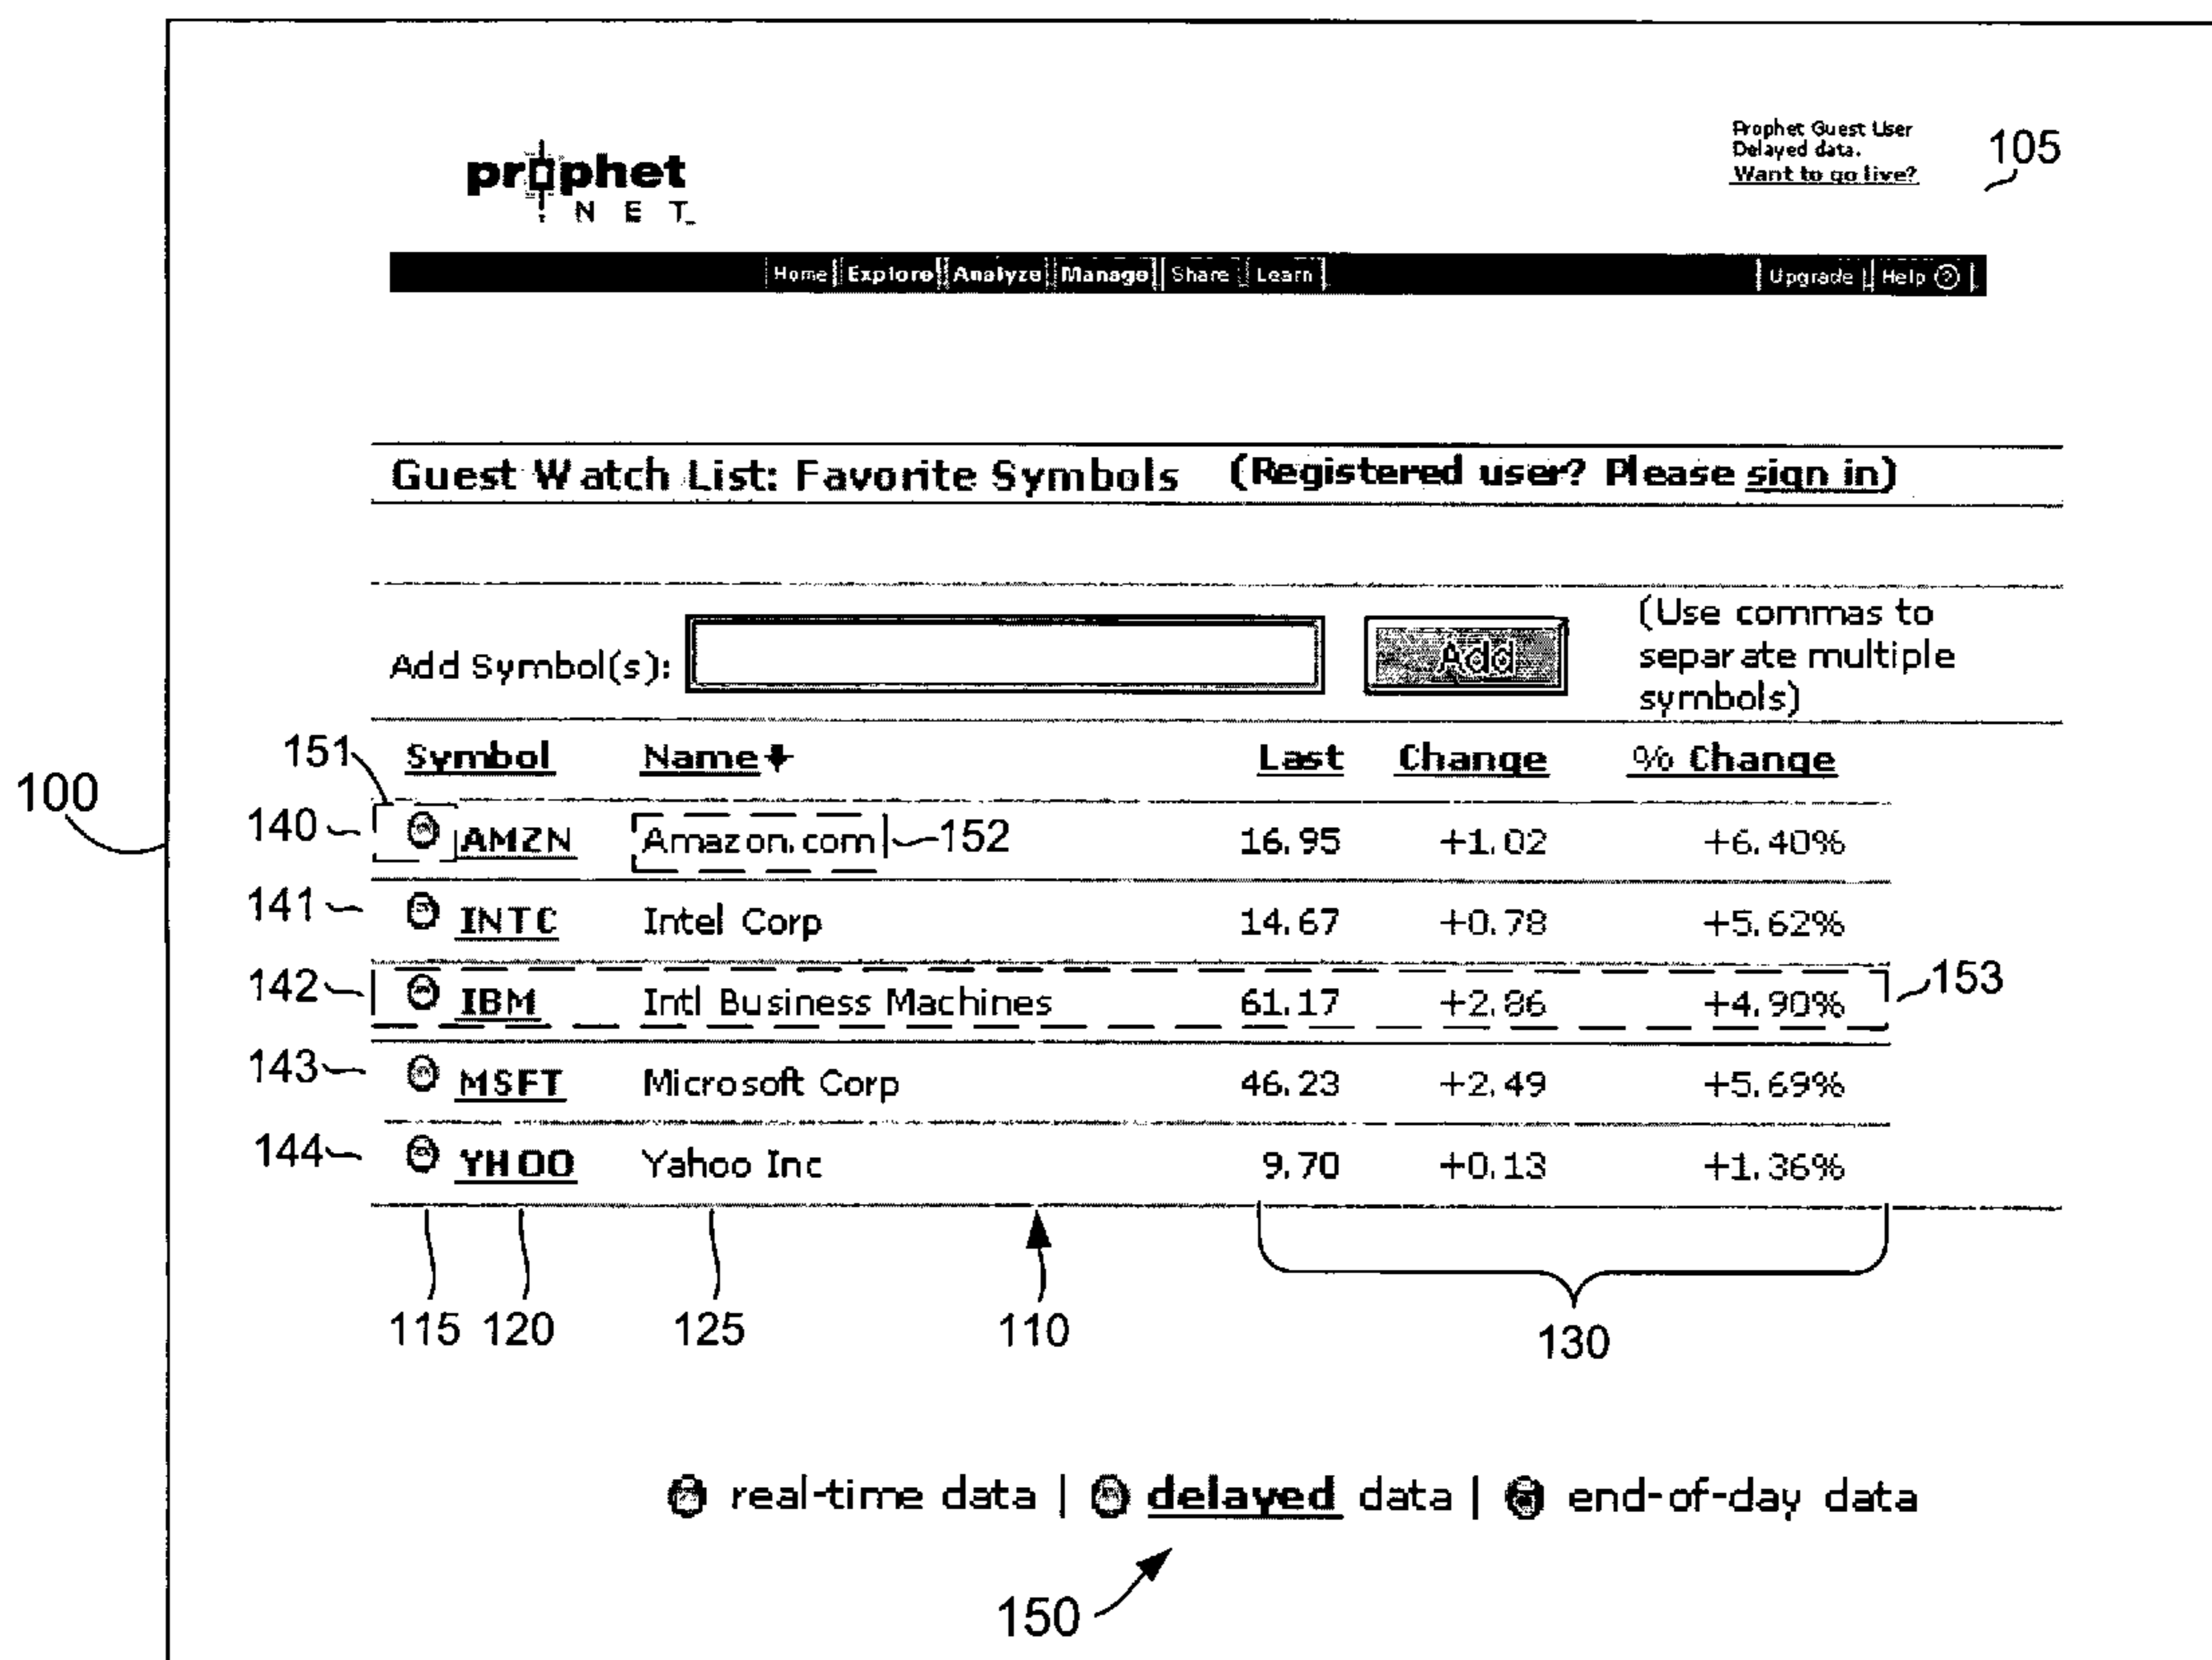 Prophet Guest User
Delayed data.
Want to go live?
105
prophet
NET
Home Explore Analyze Manage Share Learn Upgrade Help ?
Guest Watch List: Favorite Symbols (Registered user? Please sign in)
Add Symbol(s): Add (Use commas to
separate multiple
symbols)
151 Symbol Name Last Change % Change
100
140 AMZN Amazon.com 152 16.95 +1.02 +6.40%
141 INTC Intel Corp 14.67 +0.78 +5.62%
142 IBM Intl Business Machines 61.17 +2.86 +4.90% 153
143 MSFT Microsoft Corp 46.23 +2.49 +5.69%
144 YHOO Yahoo Inc 9.70 +0.13 +1.36%
115 120 125 110 130
real-time data | delayed data | end-of-day data
150